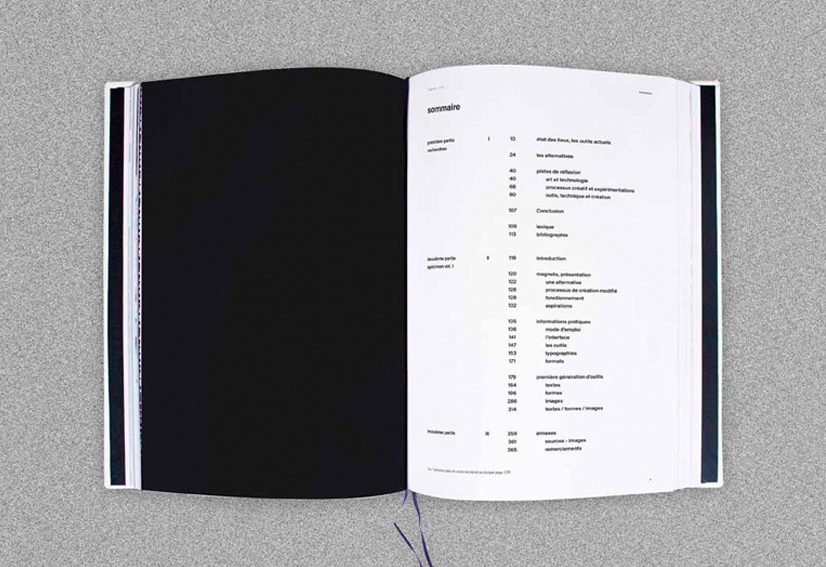 sommaire
première partie I 10 état des lieux, les outils actuels
recherches
24 les alternatives
40 pistes de réflexion
40 art et technologie
68 processus créatif et expérimentations
80 outils, technique et création
107 Conclusion
109 lexique
113 bibliographie
deuxième partie II 119 introduction
spécimen vol. 1
120 magnets, présentation
122 une alternative
126 processus de création modifié
128 fonctionnement
132 aspirations
135 informations pratiques
136 mode d'emploi
141 l'interface
147 les outils
153 typographies
171 formats
179 première génération d'outils
184 textes
196 formes
286 images
314 textes / formes / images
troisième partie III 359 annexes
361 sources - images
365 remerciements